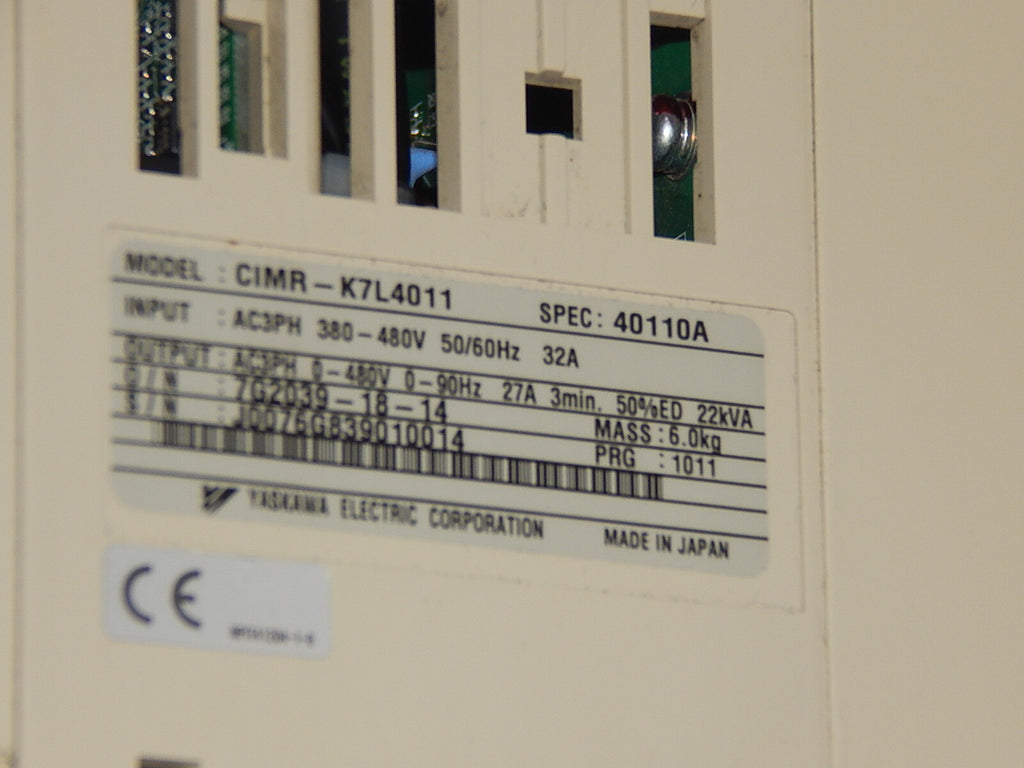 MODEL : CIMR-K7L4011 SPEC: 40110A
INPUT : AC3PH 380-480V 50/60Hz 32A
OUTPUT : AC3PH 0-480V 0-90Hz 27A 3min. 50%ED 22kVA
O/N : 7G2039-18-14 MASS : 6.0kg
S/N : J0076G839010014 PRG : 1011
YASKAWA ELECTRIC CORPORATION MADE IN JAPAN
CE